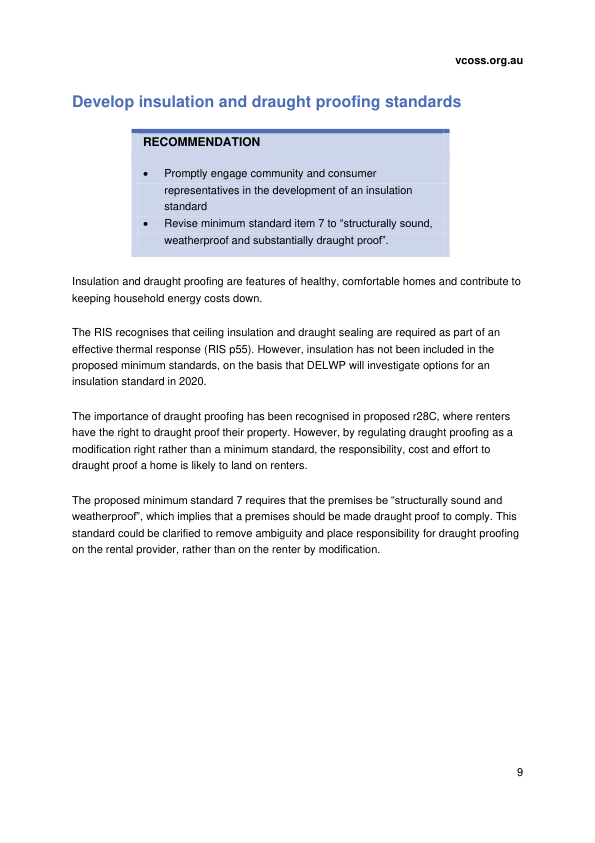 vcoss.org.au
Develop insulation and draught proofing standards
RECOMMENDATION
• Promptly engage community and consumer
representatives in the development of an insulation
standard
• Revise minimum standard item 7 to “structurally sound,
weatherproof and substantially draught proof”.
Insulation and draught proofing are features of healthy, comfortable homes and contribute to
keeping household energy costs down.
The RIS recognises that ceiling insulation and draught sealing are required as part of an
effective thermal response (RIS p55). However, insulation has not been included in the
proposed minimum standards, on the basis that DELWP will investigate options for an
insulation standard in 2020.
The importance of draught proofing has been recognised in proposed r28C, where renters
have the right to draught proof their property. However, by regulating draught proofing as a
modification right rather than a minimum standard, the responsibility, cost and effort to
draught proof a home is likely to land on renters.
The proposed minimum standard 7 requires that the premises be “structurally sound and
weatherproof”, which implies that a premises should be made draught proof to comply. This
standard could be clarified to remove ambiguity and place responsibility for draught proofing
on the rental provider, rather than on the renter by modification.
9